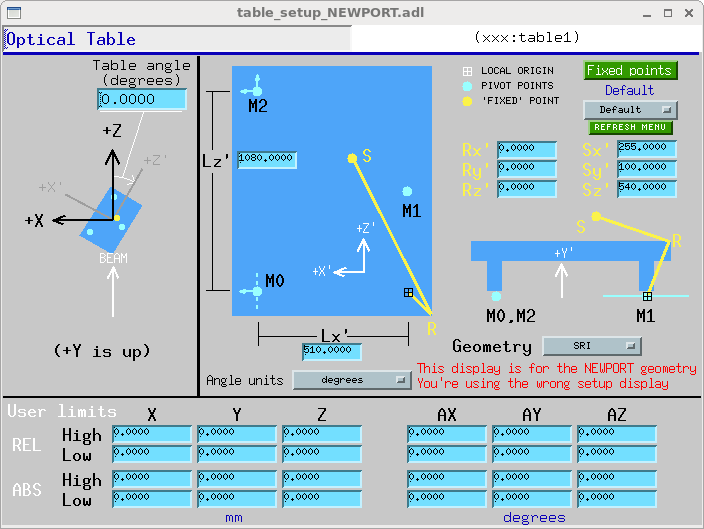 table_setup_NEWPORT.adl
Optical Table
(xxx:table1)
Table angle
(degrees)
0.0000
+Z
+Z'
+X'
+X
BEAM
(+Y is up)
M2
Lz'
1080.0000
S
M1
+Z'
+X'
M0
R
Lx'
510.0000
Angle units
degrees
LOCAL ORIGIN
PIVOT POINTS
'FIXED' POINT
Fixed points
Default
Default
REFRESH MENU
Rx' 0.0000 Sx' 255.0000
Ry' 0.0000 Sy' 100.0000
Rz' 0.0000 Sz' 540.0000
S
R
+Y'
M0,M2
M1
Geometry SRI
This display is for the NEWPORT geometry
You're using the wrong setup display
User limits X Y Z AX AY AZ
REL
High 0.0000 0.0000 0.0000 0.0000 0.0000 0.0000
Low 0.0000 0.0000 0.0000 0.0000 0.0000 0.0000
ABS
High 0.0000 0.0000 0.0000 0.0000 0.0000 0.0000
Low 0.0000 0.0000 0.0000 0.0000 0.0000 0.0000
mm degrees